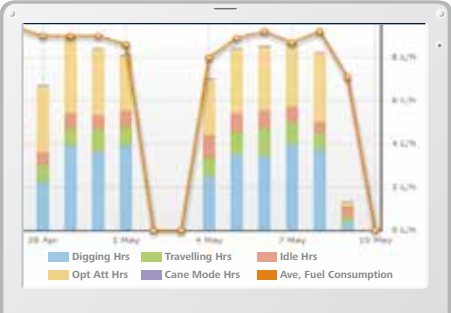 8 L/h
6 L/h
4 L/h
2 L/h
0 L/h
28 Apr 1 May 4 May 7 May 10 May
Digging Hrs Travelling Hrs Idle Hrs
Opt Att Hrs Cane Mode Hrs Ave, Fuel Consumption